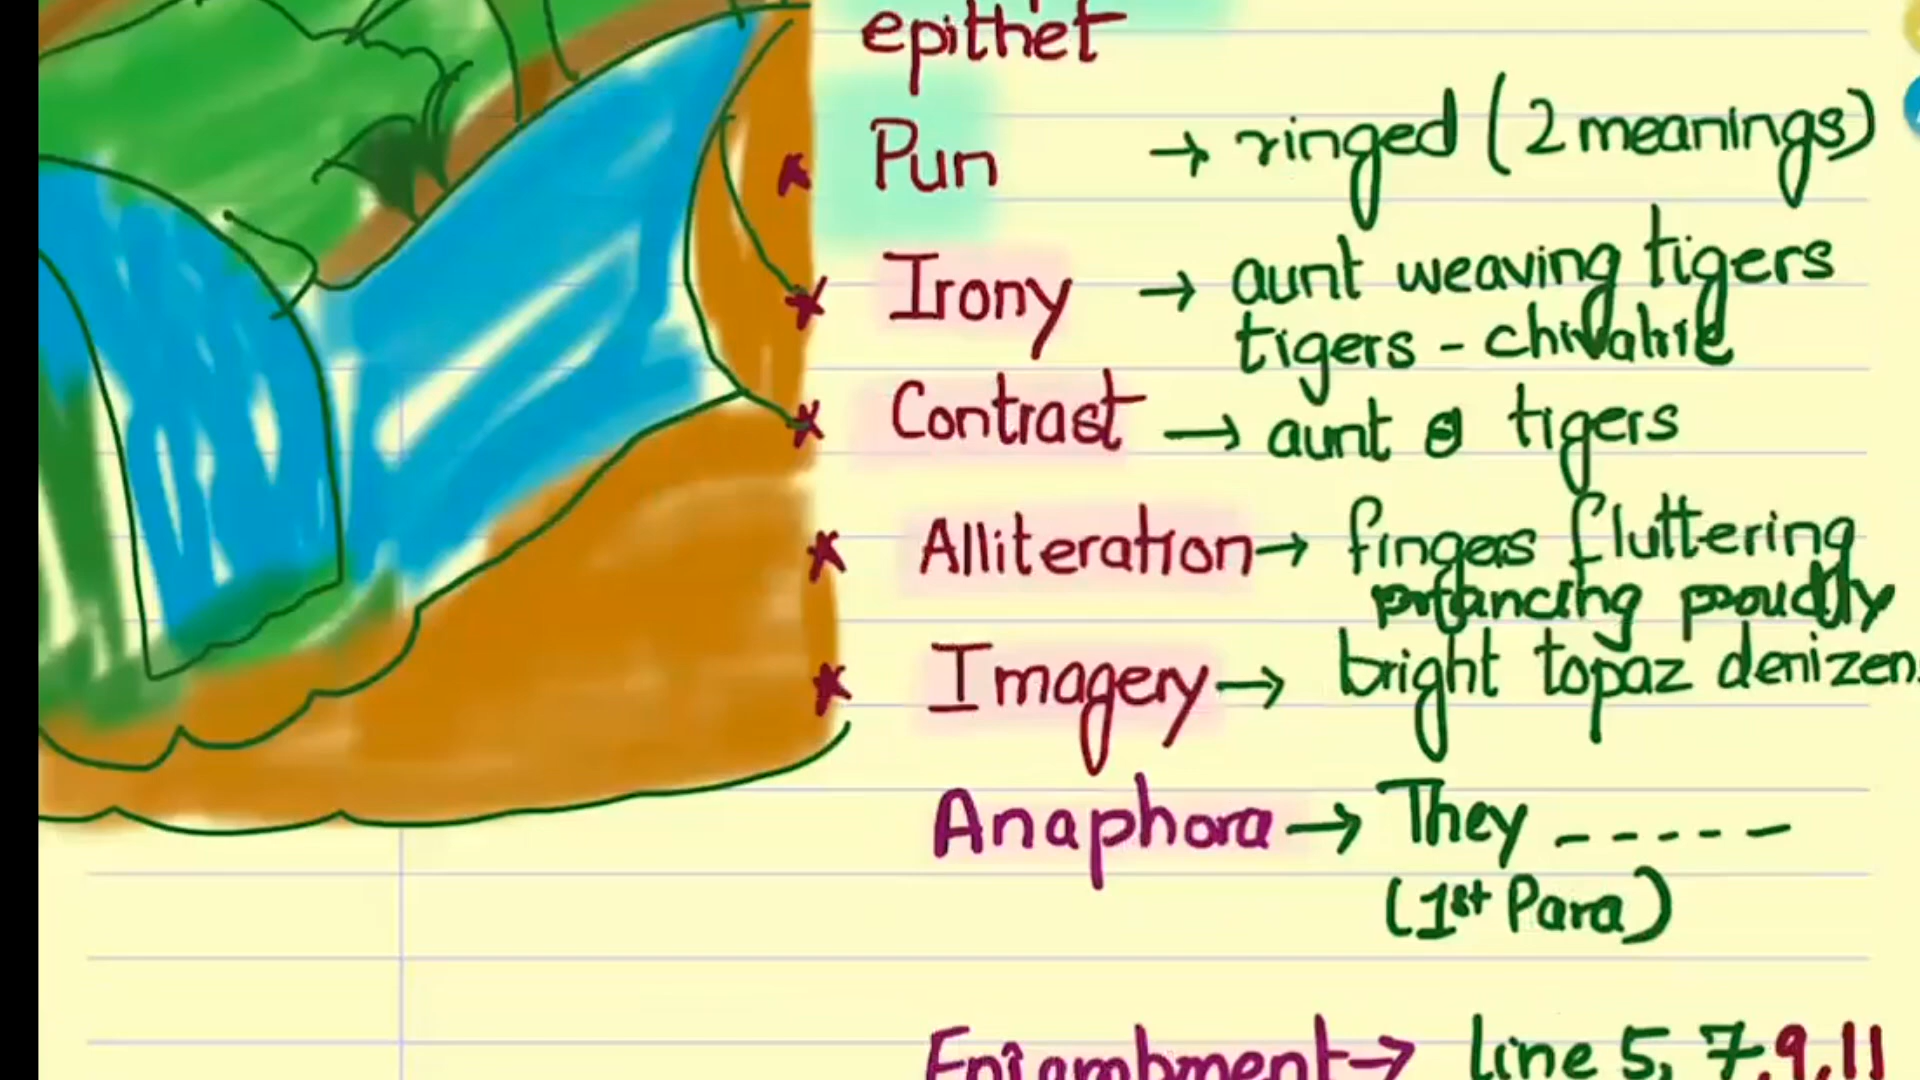 epithet
Pun → ringed (2 meanings)
Irony → aunt weaving tigers
tigers - chivalric
Contrast → aunt & tigers
Alliteration → fingers fluttering
prancing proudly
Imagery → bright topaz denizen
Anaphora → They -----
(1st Para)
Enjambment → line 5, 7, 9, 11